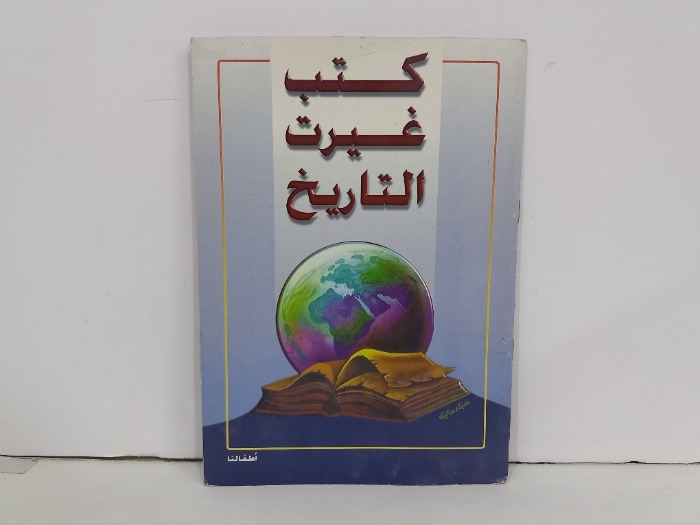 كتب
غيرت
التاريخ
أطفالنا